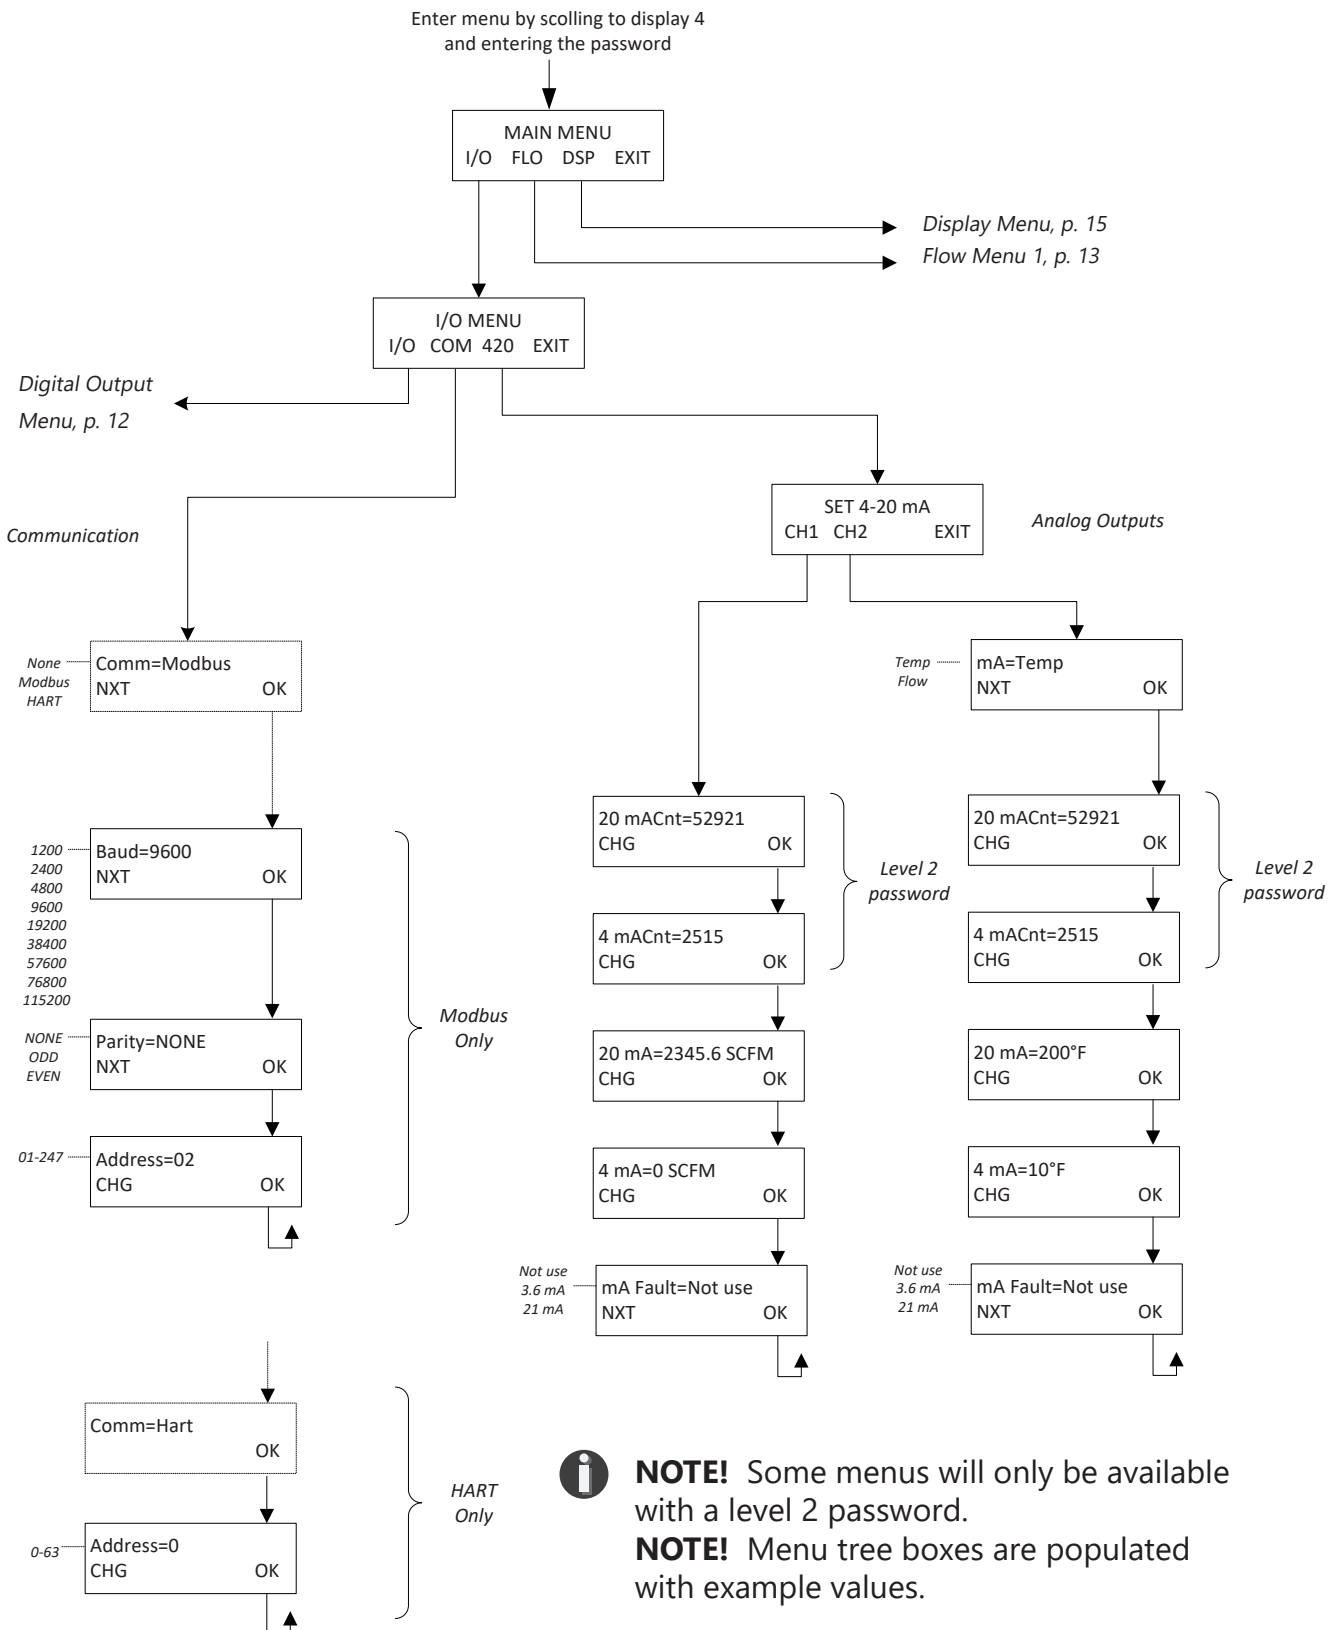 Enter menu by scolling to display 4
and entering the password
MAIN MENU
I/O FLO DSP EXIT
Display Menu, p. 15
Flow Menu 1, p. 13
I/O MENU
I/O COM 420 EXIT
Digital Output
Menu, p. 12
SET 4-20 mA
CH1 CH2 EXIT
Analog Outputs
Communication
None
Modbus
HART
Comm=Modbus
NXT OK
1200
2400
4800
9600
19200
38400
57600
76800
115200
Baud=9600
NXT OK
NONE
ODD
EVEN
Parity=NONE
NXT OK
01-247
Address=02
CHG OK
Modbus
Only
Comm=Hart
OK
0-63
Address=0
CHG OK
HART
Only
20 mACnt=52921
CHG OK
4 mACnt=2515
CHG OK
Level 2
password
20 mA=2345.6 SCFM
CHG OK
4 mA=0 SCFM
CHG OK
Not use
3.6 mA
21 mA
mA Fault=Not use
NXT OK
Temp
Flow
mA=Temp
NXT OK
20 mACnt=52921
CHG OK
4 mACnt=2515
CHG OK
Level 2
password
20 mA=200°F
CHG OK
4 mA=10°F
CHG OK
Not use
3.6 mA
21 mA
mA Fault=Not use
NXT OK
NOTE! Some menus will only be available
with a level 2 password.
NOTE! Menu tree boxes are populated
with example values.